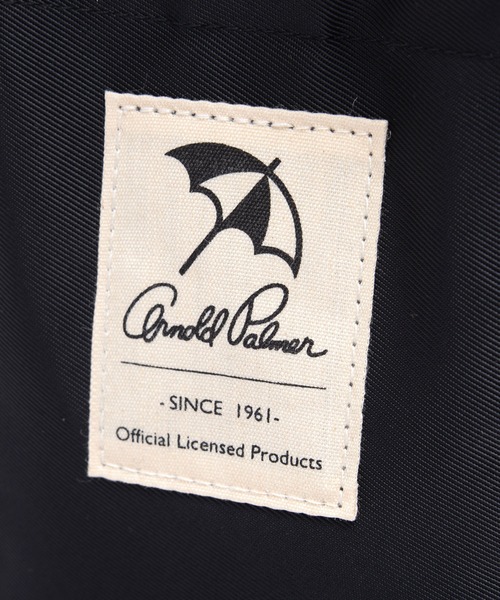 Arnold Palmer
- SINCE 1961 -
Official Licensed Products